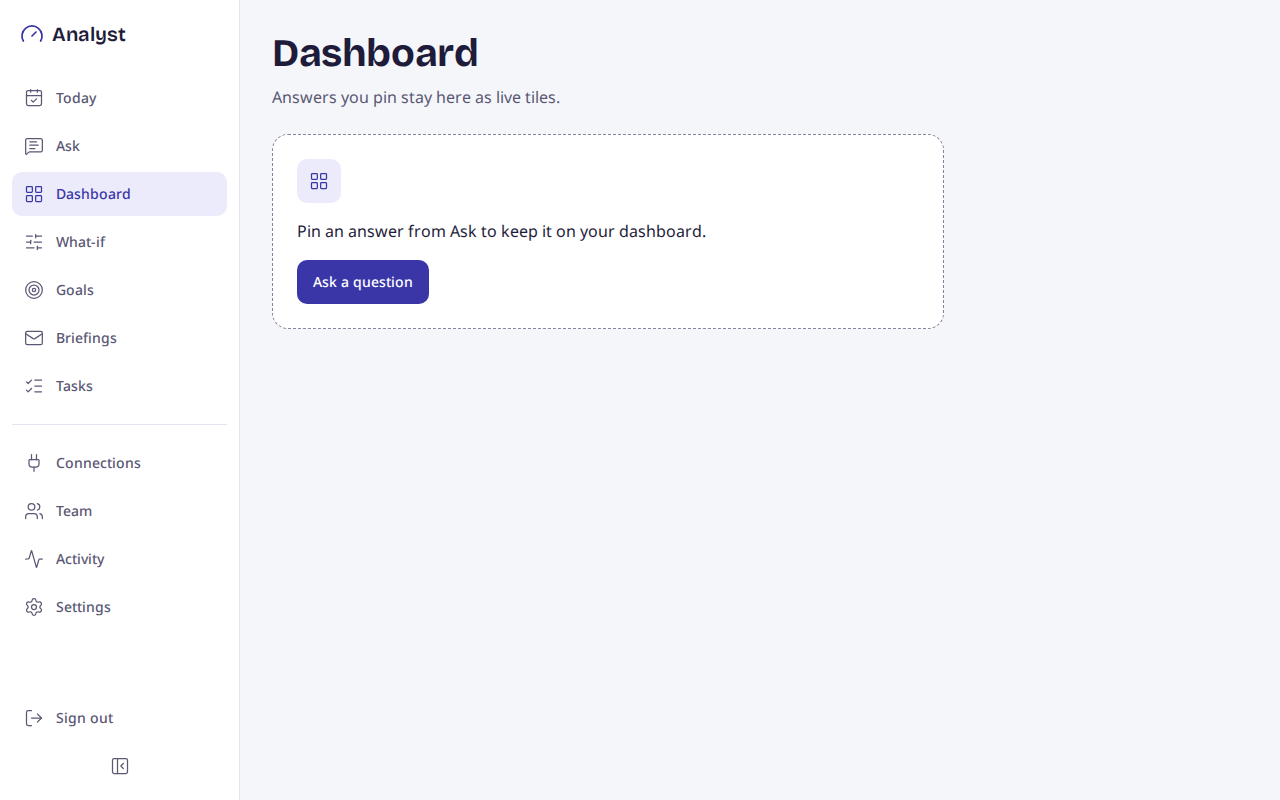 Analyst
Today
Ask
Dashboard
What-if
Goals
Briefings
Tasks
Connections
Team
Activity
Settings
Sign out
Dashboard
Answers you pin stay here as live tiles.
Pin an answer from Ask to keep it on your dashboard.
Ask a question